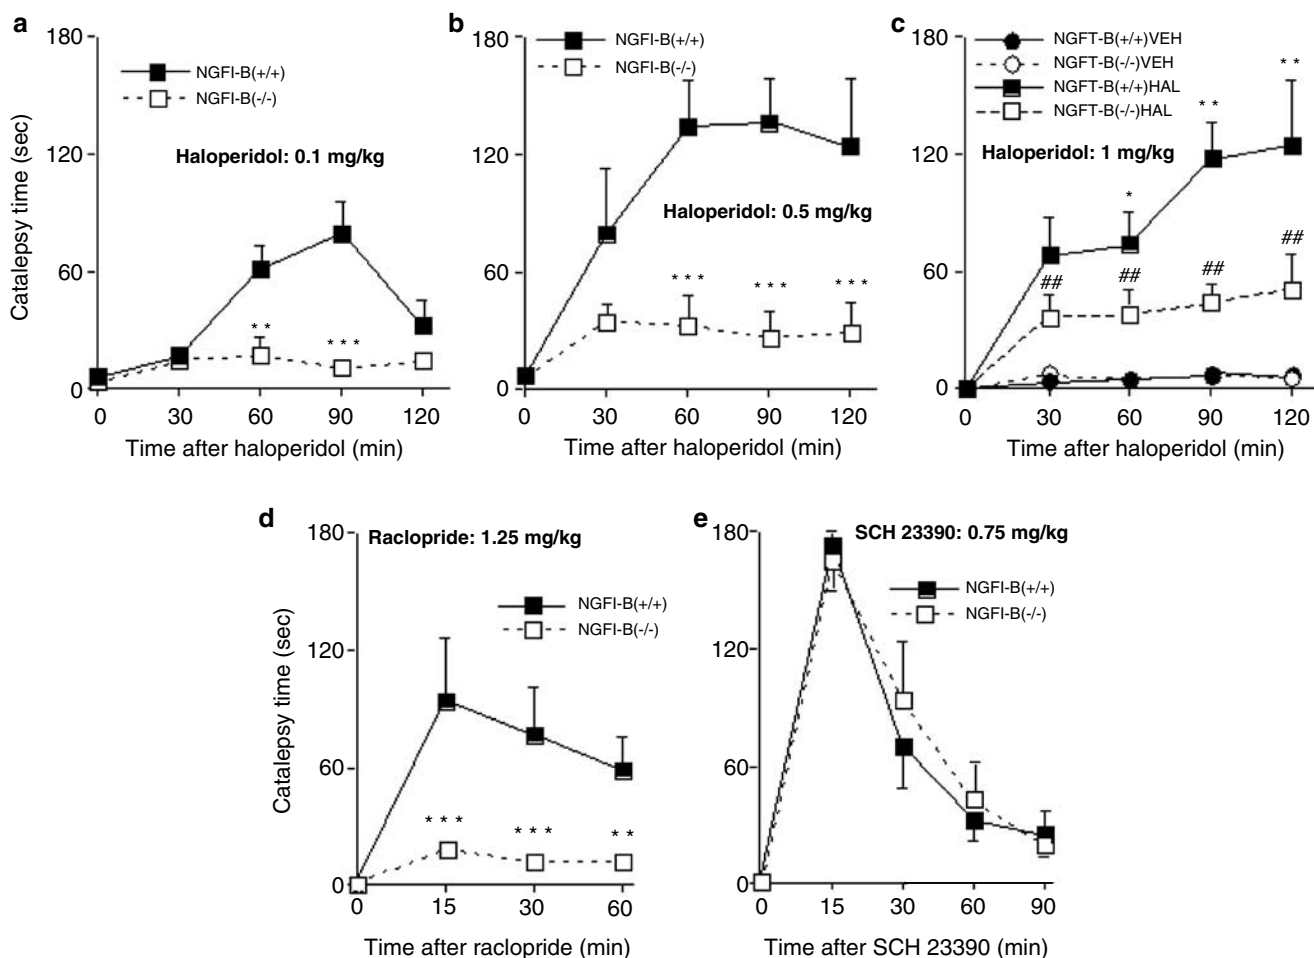 a
180
120
60
0
Catalepsy time (sec)
NGFI-B(+/+)
NGFI-B(-/-)
Haloperidol: 0.1 mg/kg
* *
* * *
0 30 60 90 120
Time after haloperidol (min)
b
180
120
60
0
NGFI-B(+/+)
NGFI-B(-/-)
Haloperidol: 0.5 mg/kg
* * * * * * * * *
0 30 60 90 120
Time after haloperidol (min)
c
180
120
60
0
NGFT-B(+/+)VEH
NGFT-B(-/-)VEH
NGFT-B(+/+)HAL
NGFT-B(-/-)HAL
Haloperidol: 1 mg/kg
* *
* *
*
##
## ## ##
0 30 60 90 120
Time after haloperidol (min)
d
180
120
60
0
Catalepsy time (sec)
Raclopride: 1.25 mg/kg
NGFI-B(+/+)
NGFI-B(-/-)
* * * * * * * *
0 15 30 60
Time after raclopride (min)
e
180
120
60
0
SCH 23390: 0.75 mg/kg
NGFI-B(+/+)
NGFI-B(-/-)
0 15 30 60 90
Time after SCH 23390 (min)